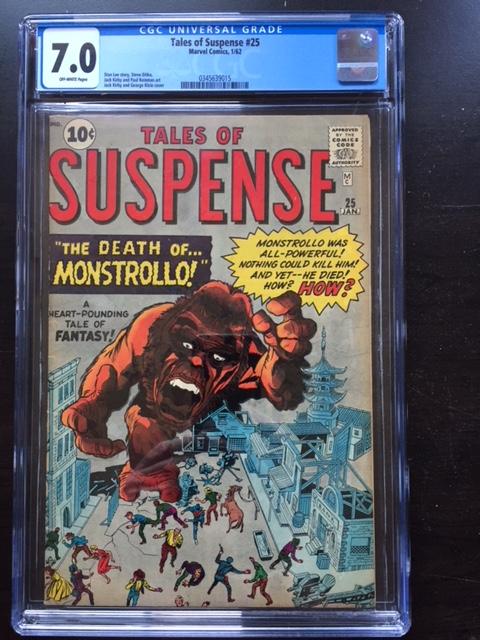 CGC UNIVERSAL GRADE
7.0
OFF-WHITE Pages
Tales of Suspense #25
Marvel Comics, 1/62
Stan Lee story, Steve Ditko,
Jack Kirby and Paul Reinman art
Jack Kirby and George Klein cover
0345639015
IND.
10¢
TALES OF
SUSPENSE
APPROVED
BY THE
COMICS
CODE
AUTHORITY
MC
25
JAN.
"THE DEATH OF...
MONSTROLLO!"
A
HEART-POUNDING
TALE OF
FANTASY!
MONSTROLLO WAS
ALL-POWERFUL!
NOTHING COULD KILL HIM!
AND YET--HE DIED!
HOW? HOW?